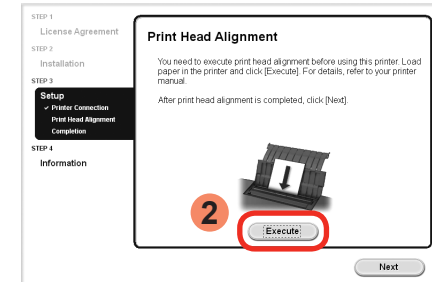 STEP 1
License Agreement
STEP 2
Installation
STEP 3
Setup
✓ Printer Connection
Print Head Alignment
Completion
STEP 4
Information
Print Head Alignment
You need to execute print head alignment before using this printer. Load
paper in the printer and click [Execute]. For details, refer to your printer
manual.
After print head alignment is completed, click [Next].
2
Execute
Next